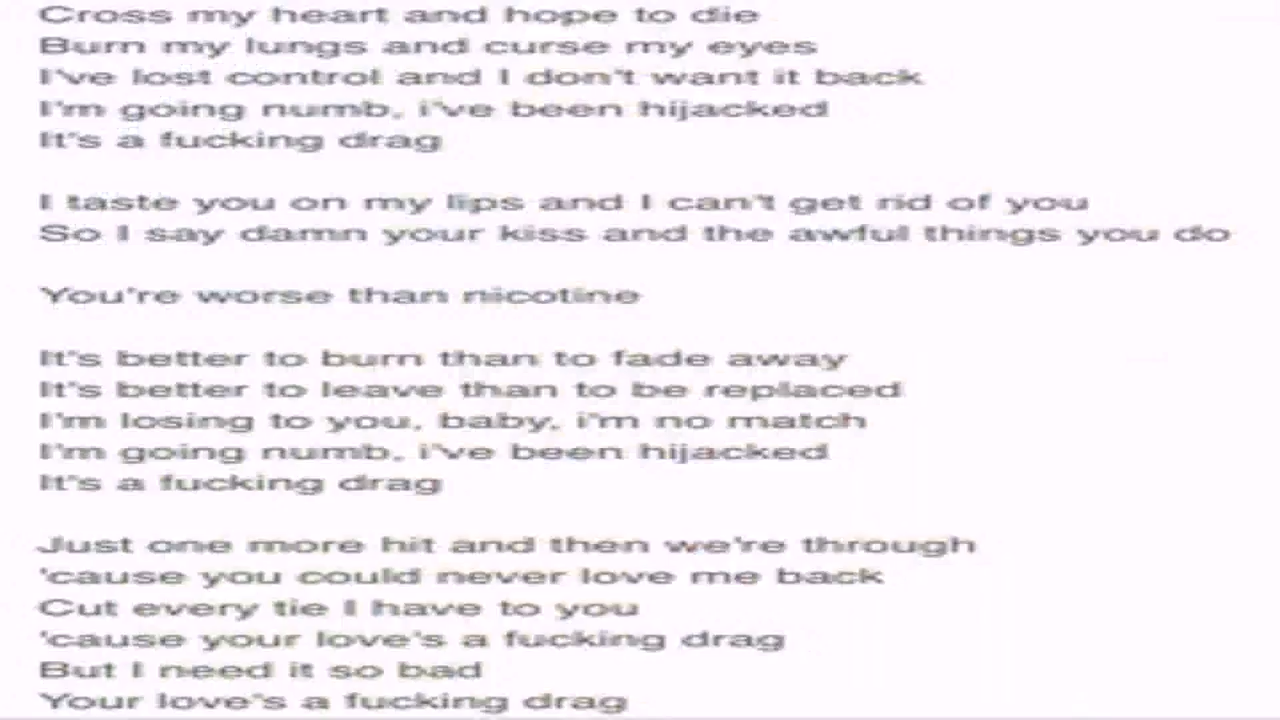 Cross my heart and hope to die
Burn my lungs and curse my eyes
I've lost control and I don't want it back
I'm going numb, i've been hijacked
It's a fucking drag
I taste you on my lips and I can't get rid of you
So I say damn your kiss and the awful things you do
You're worse than nicotine
It's better to burn than to fade away
It's better to leave than to be replaced
I'm losing to you, baby, i'm no match
I'm going numb, i've been hijacked
It's a fucking drag
Just one more hit and then we're through
'cause you could never love me back
Cut every tie I have to you
'cause your love's a fucking drag
But I need it so bad
Your love's a fucking drag